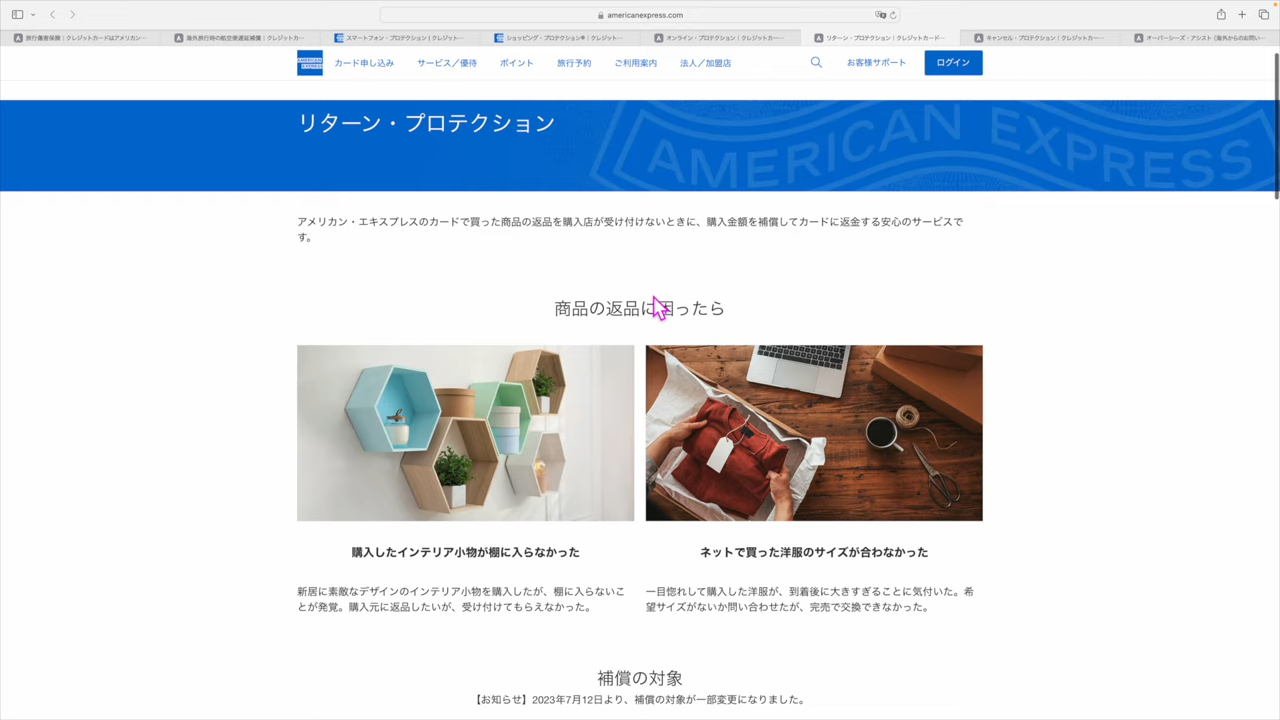 americanexpress.com
旅行傷害保険｜クレジットカードはアメリカン…
海外旅行時の航空便遅延補償｜クレジットカ…
スマートフォン・プロテクション｜クレジット…
ショッピング・プロテクション®｜クレジット…
オンライン・プロテクション｜クレジットカー…
リターン・プロテクション｜クレジットカード…
キャンセル・プロテクション｜クレジットカー…
オーバーシーズ・アシスト（海外からのお問い…
AMERICAN EXPRESS
カード申し込み
サービス／優待
ポイント
旅行予約
ご利用案内
法人／加盟店
お客様サポート
ログイン
リターン・プロテクション
AMERICAN EXPRESS
アメリカン・エキスプレスのカードで買った商品の返品を購入店が受け付けないときに、購入金額を補償してカードに返金する安心のサービスで
す。
商品の返品に困ったら
購入したインテリア小物が棚に入らなかった
新居に素敵なデザインのインテリア小物を購入したが、棚に入らないこ
とが発覚。購入元に返品したいが、受け付けてもらえなかった。
ネットで買った洋服のサイズが合わなかった
一目惚れして購入した洋服が、到着後に大きすぎることに気付いた。希
望サイズがないか問い合わせたが、完売で交換できなかった。
補償の対象
【お知らせ】2023年7月12日より、補償の対象が一部変更になりました。